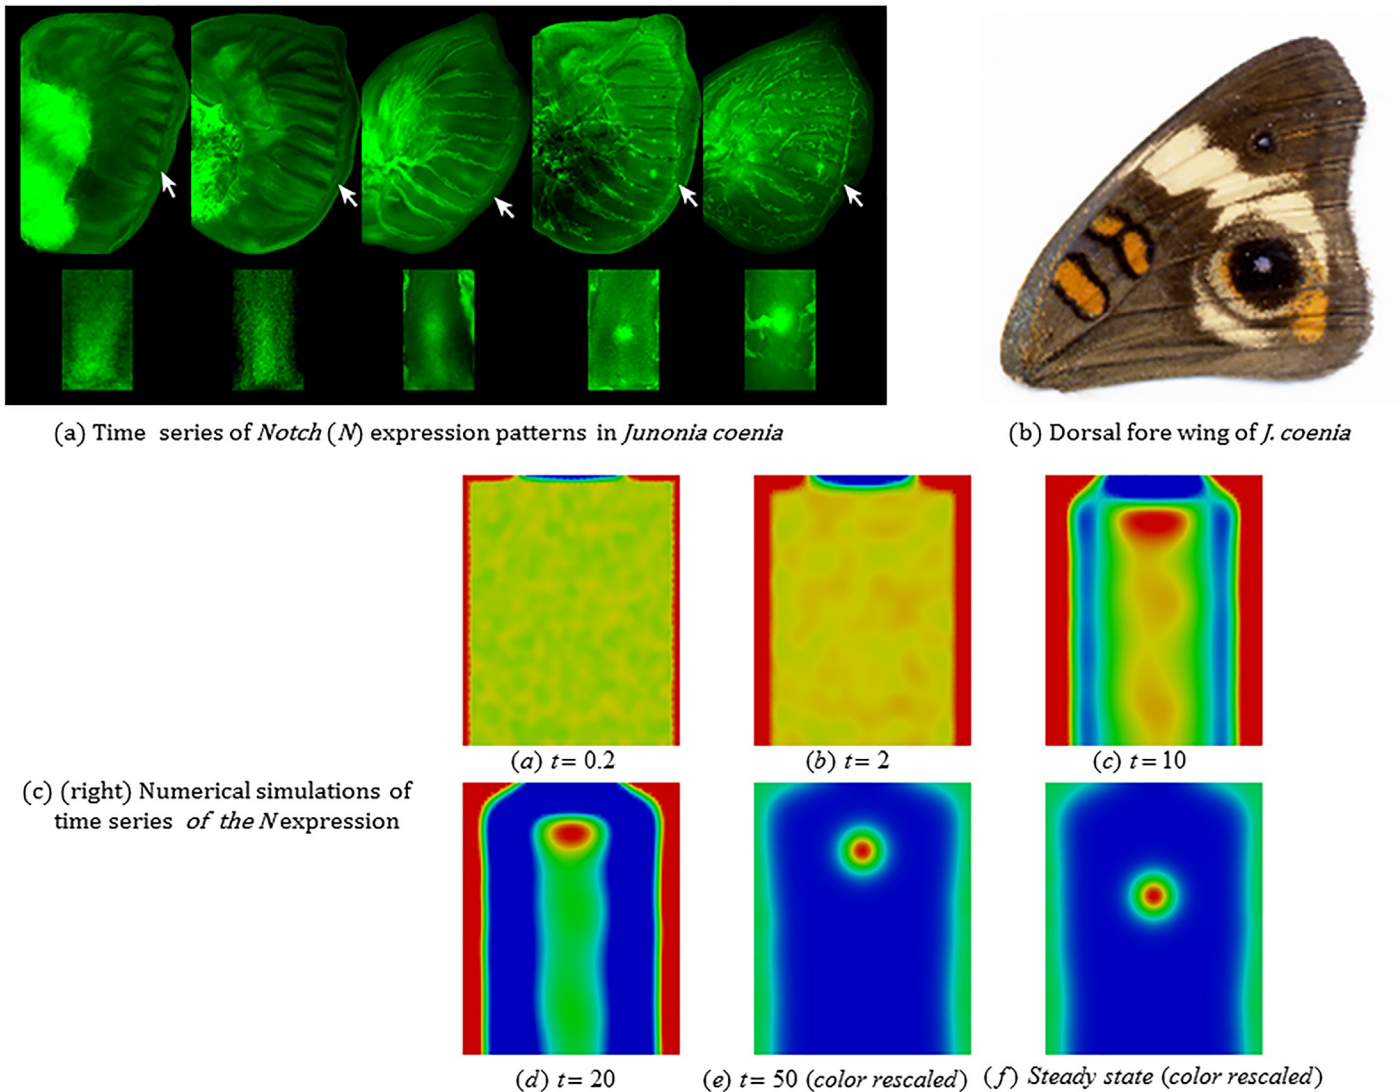 (a) Time series of Notch (N) expression patterns in Junonia coenia
(b) Dorsal fore wing of J. coenia
(a) t = 0.2
(b) t = 2
(c) t = 10
(c) (right) Numerical simulations of
time series of the N expression
(d) t = 20
(e) t = 50 (color rescaled)
(f) Steady state (color rescaled)